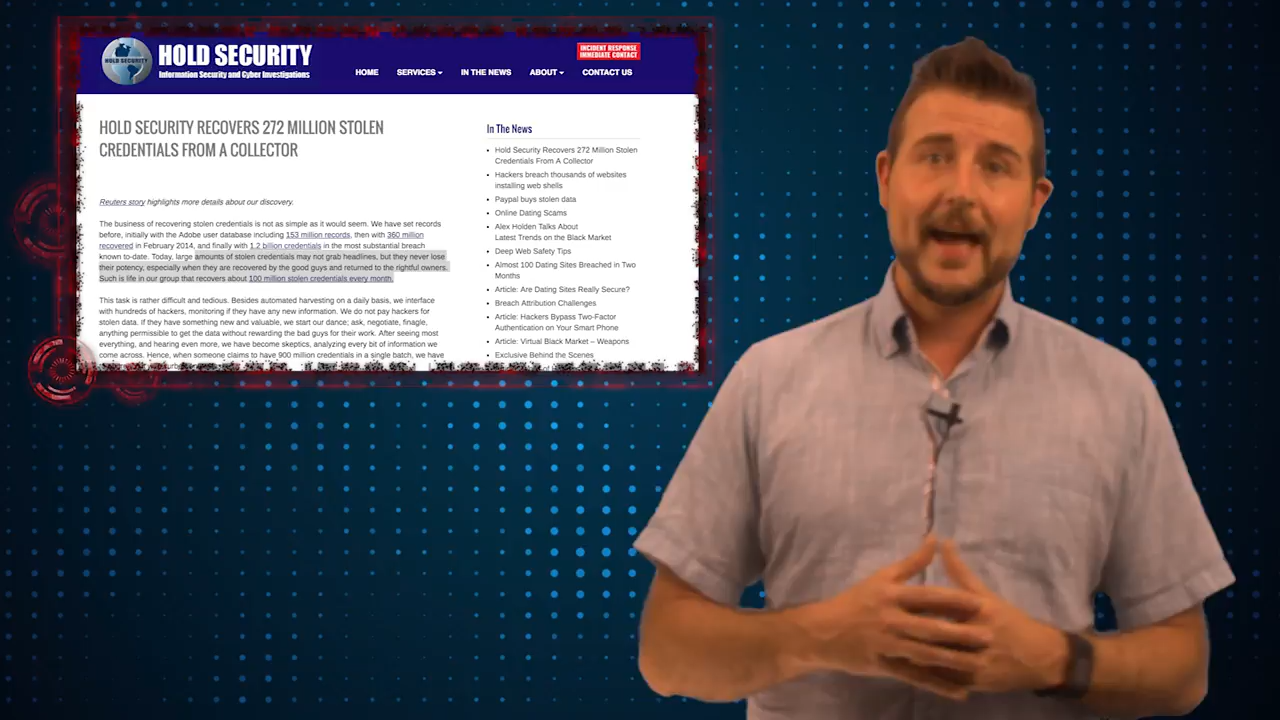 HOLD SECURITY
Information Security and Cyber Investigations
INCIDENT RESPONSE
IMMEDIATE CONTACT
HOME SERVICES IN THE NEWS ABOUT CONTACT US
HOLD SECURITY
HOLD SECURITY RECOVERS 272 MILLION STOLEN
CREDENTIALS FROM A COLLECTOR
Reuters story highlights more details about our discovery.
The business of recovering stolen credentials is not as simple as it would seem. We have set records
before, initially with the Adobe user database including 153 million records, then with 360 million
recovered in February 2014, and finally with 1.2 billion credentials in the most substantial breach
known to-date. Today, large amounts of stolen credentials may not grab headlines, but they never lose
their potency, especially when they are recovered by the good guys and returned to the rightful owners.
Such is life in our group that recovers about 100 million stolen credentials every month.
This task is rather difficult and tedious. Besides automated harvesting on a daily basis, we interface
with hundreds of hackers, monitoring if they have any new information. We do not pay hackers for
stolen data. If they have something new and valuable, we start our dance; ask, negotiate, finagle,
anything permissible to get the data without rewarding the bad guys for their work. After seeing most
everything, and hearing even more, we have become skeptics, analyzing every bit of information we
come across. Hence, when someone claims to have 900 million credentials in a single batch, we have
In The News
Hold Security Recovers 272 Million Stolen
Credentials From A Collector
Hackers breach thousands of websites
installing web shells
Paypal buys stolen data
Online Dating Scams
Alex Holden Talks About
Latest Trends on the Black Market
Deep Web Safety Tips
Almost 100 Dating Sites Breached in Two
Months
Article: Are Dating Sites Really Secure?
Breach Attribution Challenges
Article: Hackers Bypass Two-Factor
Authentication on Your Smart Phone
Article: Virtual Black Market – Weapons
Exclusive Behind the Scenes